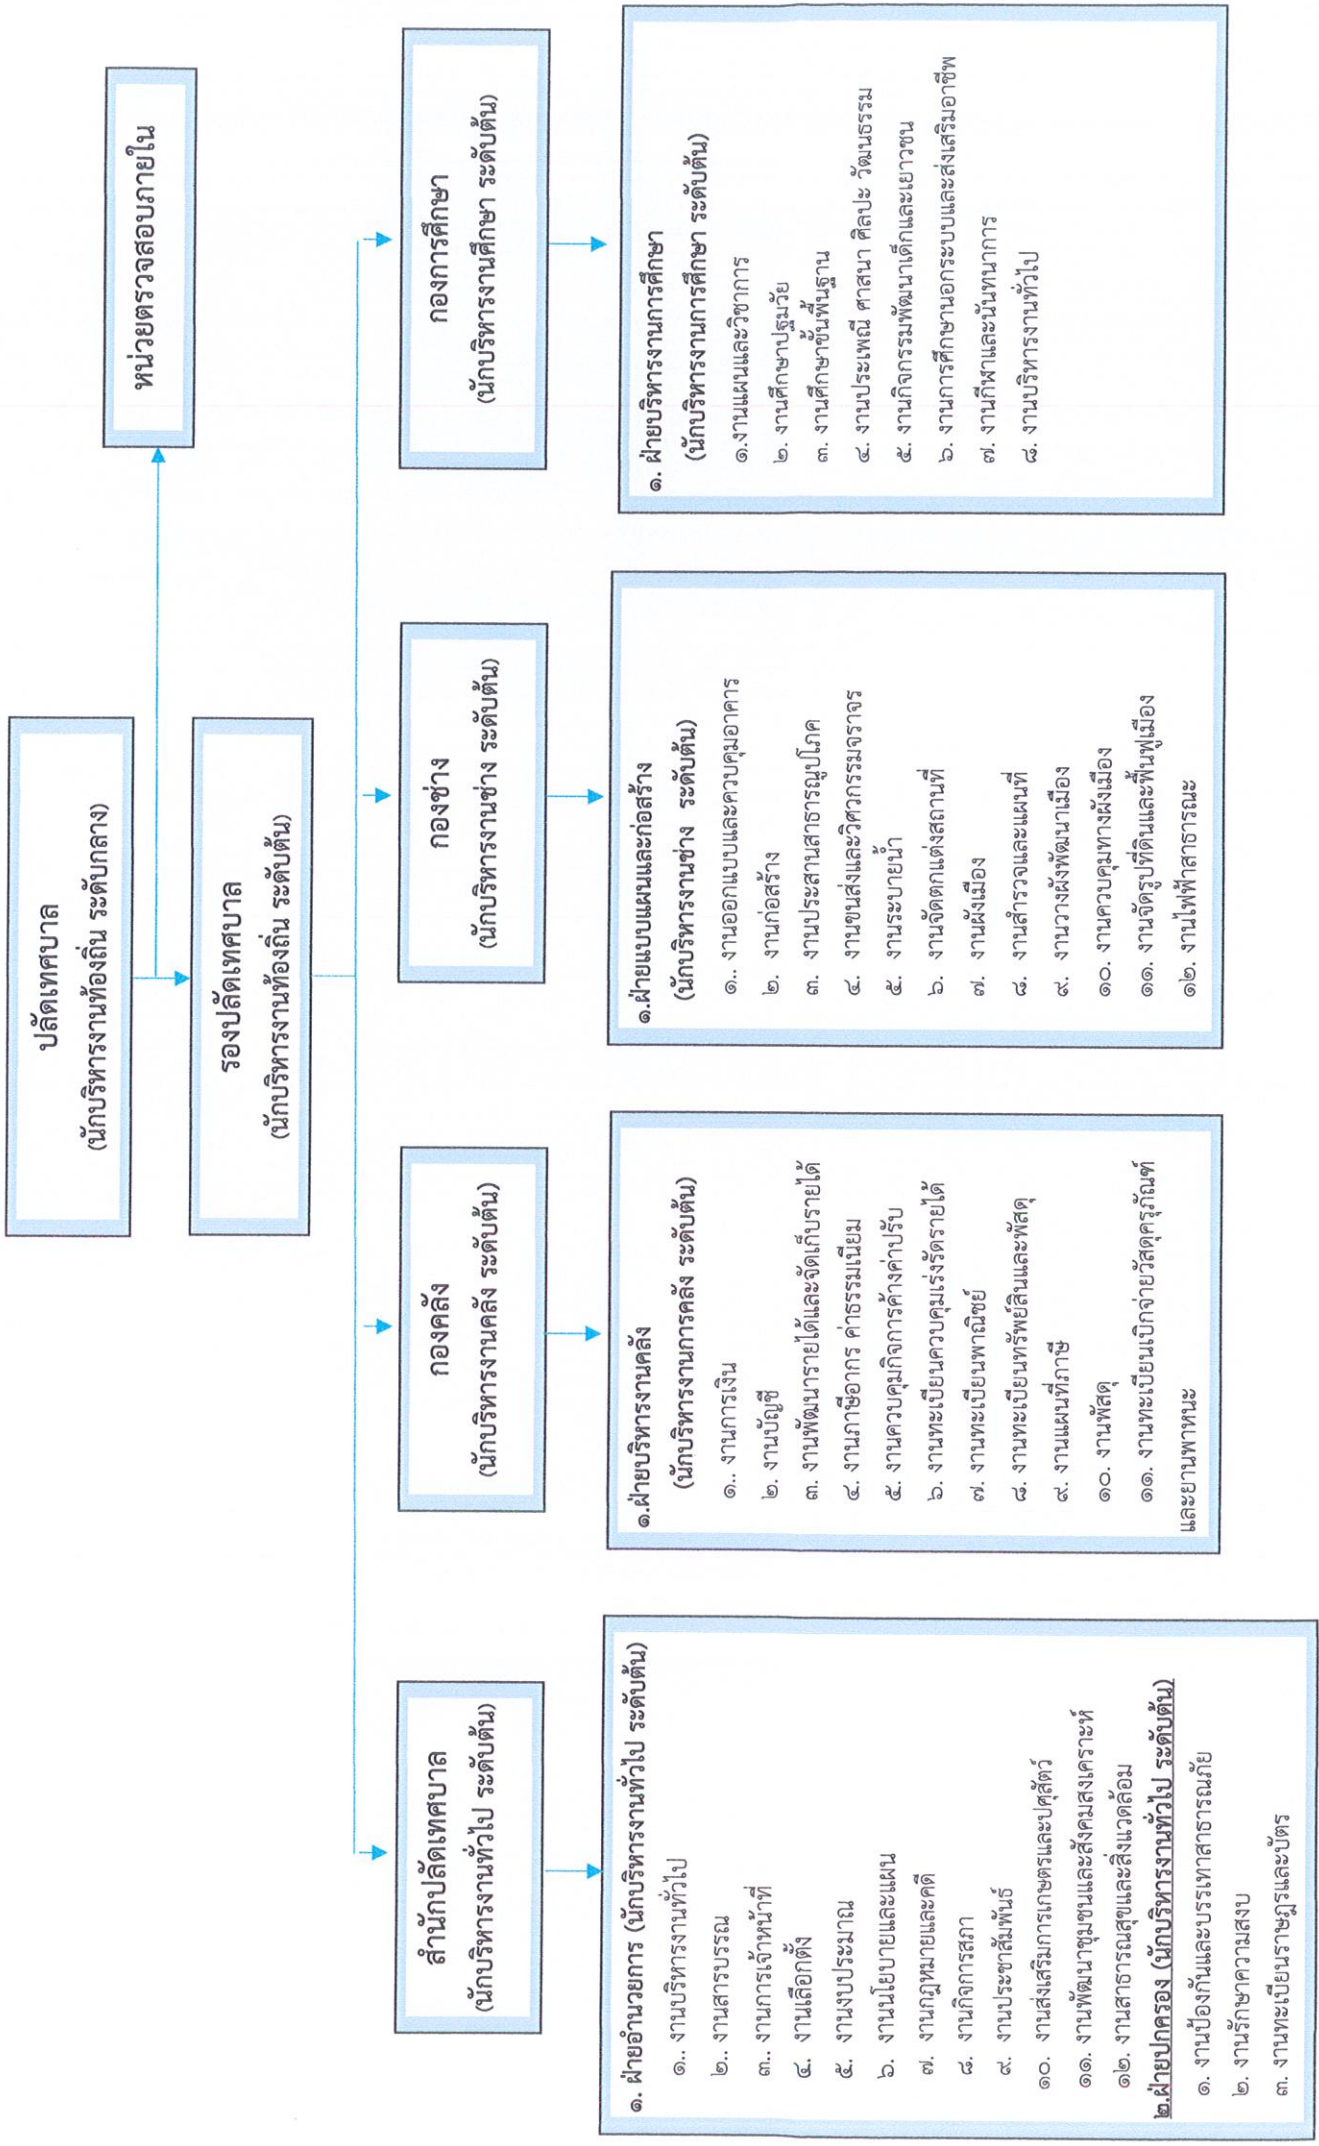 ปลัดเทศบาล
(นักบริหารงานท้องถิ่น ระดับกลาง)
หน่วยตรวจสอบภายใน
รองปลัดเทศบาล
(นักบริหารงานท้องถิ่น ระดับต้น)
สำนักปลัดเทศบาล
(นักบริหารงานทั่วไป ระดับต้น)
กองคลัง
(นักบริหารงานคลัง ระดับต้น)
กองช่าง
(นักบริหารงานช่าง ระดับต้น)
กองการศึกษา
(นักบริหารงานศึกษา ระดับต้น)
๑. ฝ่ายอำนวยการ (นักบริหารงานทั่วไป ระดับต้น)
๑.. งานบริหารงานทั่วไป
๒.. งานสารบรรณ
๓.. งานการเจ้าหน้าที่
๔. งานเลือกตั้ง
๕. งานงบประมาณ
๖. งานนโยบายและแผน
๗. งานกฎหมายและคดี
๘. งานกิจการสภา
๙. งานประชาสัมพันธ์
๑๐. งานส่งเสริมการเกษตรและปศุสัตว์
๑๑. งานพัฒนาชุมชนและสังคมสงเคราะห์
๑๒. งานสาธารณสุขและสิ่งแวดล้อม
๒.ฝ่ายปกครอง (นักบริหารงานทั่วไป ระดับต้น)
๑. งานป้องกันและบรรเทาสาธารณภัย
๒. งานรักษาความสงบ
๓. งานทะเบียนราษฎรและบัตร
๑.ฝ่ายบริหารงานคลัง
(นักบริหารงานการคลัง ระดับต้น)
๑.. งานการเงิน
๒. งานบัญชี
๓. งานพัฒนารายได้และจัดเก็บรายได้
๔. งานภาษีอากร ค่าธรรมเนียม
๕. งานควบคุมกิจการค้างค่าปรับ
๖. งานทะเบียนควบคุมเร่งรัดรายได้
๗. งานทะเบียนพาณิชย์
๘. งานทะเบียนทรัพย์สินและพัสดุ
๙. งานแผนที่ภาษี
๑๐. งานพัสดุ
๑๑. งานทะเบียนเบิกจ่ายวัสดุครุภัณฑ์
และยานพาหนะ
๑.ฝ่ายแบบแผนและก่อสร้าง
(นักบริหารงานช่าง ระดับต้น)
๑.. งานออกแบบและควบคุมอาคาร
๒. งานก่อสร้าง
๓. งานประสานสาธารณูปโภค
๔. งานขนส่งและวิศวกรรมจราจร
๕. งานระบายน้ำ
๖. งานจัดตกแต่งสถานที่
๗. งานผังเมือง
๘. งานสำรวจและแผนที่
๙. งานวางผังพัฒนาเมือง
๑๐. งานควบคุมทางผังเมือง
๑๑. งานจัดรูปที่ดินและฟื้นฟูเมือง
๑๒. งานไฟฟ้าสาธารณะ
๑. ฝ่ายบริหารงานการศึกษา
(นักบริหารงานการศึกษา ระดับต้น)
๑.งานแผนและวิชาการ
๒. งานศึกษาปฐมวัย
๓. งานศึกษาขั้นพื้นฐาน
๔. งานประเพณี ศาสนา ศิลปะ วัฒนธรรม
๕. งานกิจกรรมพัฒนาเด็กและเยาวชน
๖. งานการศึกษานอกระบบและส่งเสริมอาชีพ
๗. งานกีฬาและนันทนาการ
๘. งานบริหารงานทั่วไป